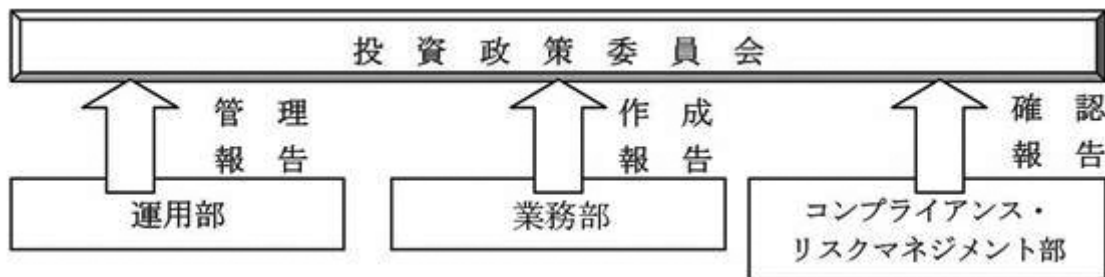 投資政策委員会
管理
報告
作成
報告
確認
報告
運用部
業務部
コンプライアンス・
リスクマネジメント部